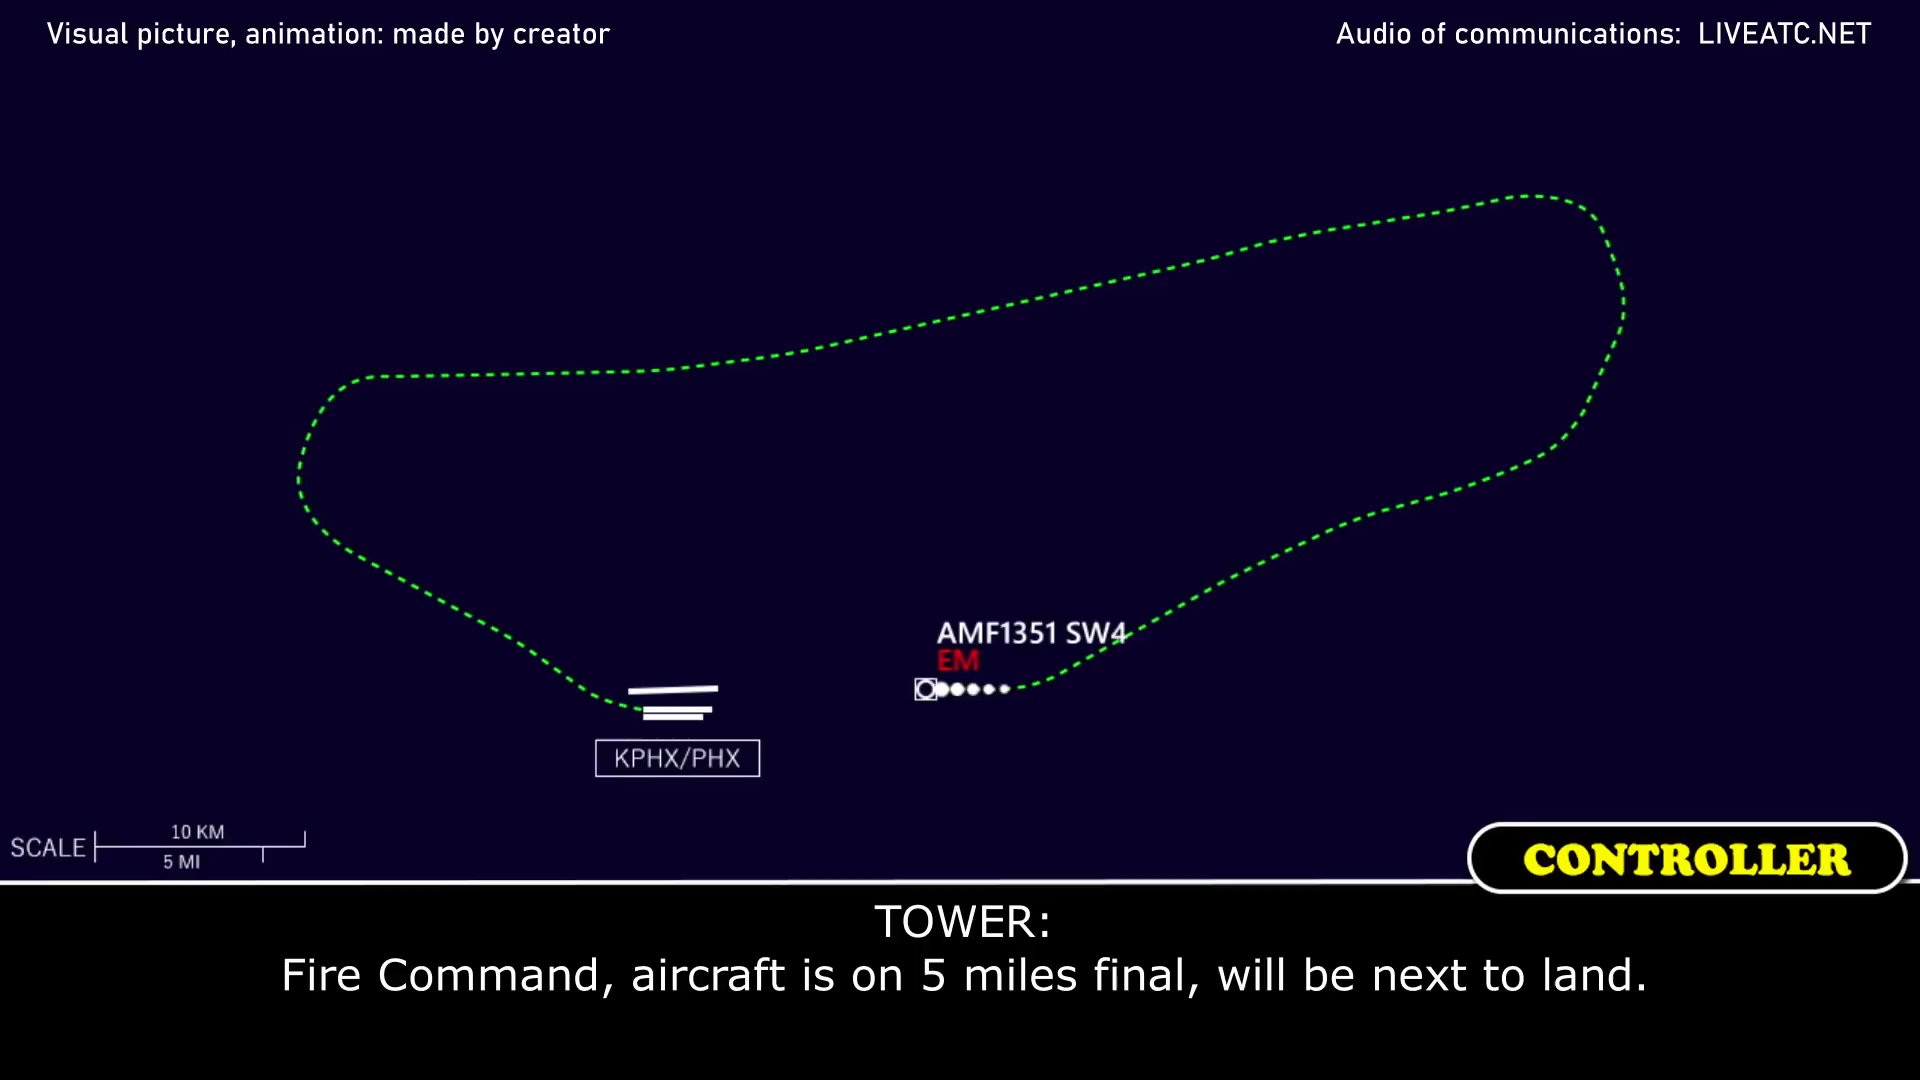 Visual picture, animation: made by creator
Audio of communications: LIVEATC.NET
AMF1351 SW4
EM
KPHX/PHX
SCALE
10 KM
5 MI
CONTROLLER
TOWER:
Fire Command, aircraft is on 5 miles final, will be next to land.